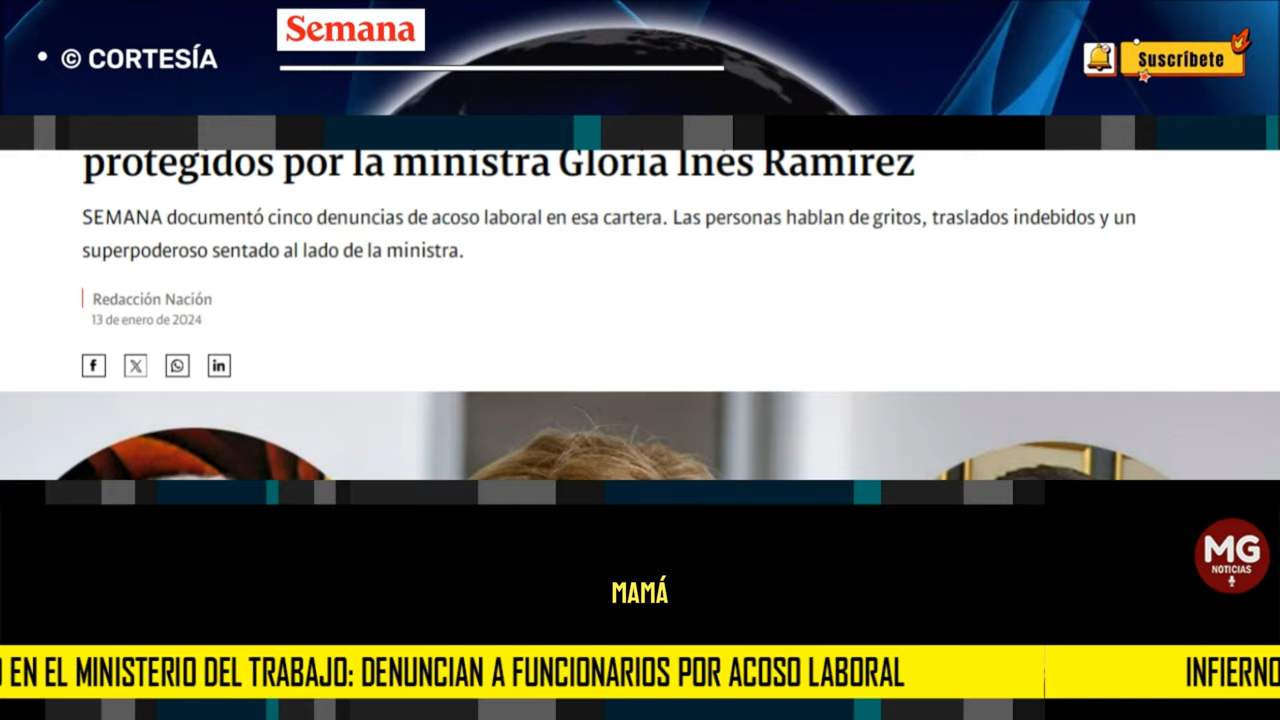 Semana
• © CORTESÍA
Suscríbete
protegidos por la ministra Gloria Inés Ramírez
SEMANA documentó cinco denuncias de acoso laboral en esa cartera. Las personas hablan de gritos, traslados indebidos y un
superpoderoso sentado al lado de la ministra.
Redacción Nación
13 de enero de 2024
MG
NOTICIAS
MAMÁ
O EN EL MINISTERIO DEL TRABAJO: DENUNCIAN A FUNCIONARIOS POR ACOSO LABORAL
INFIERNO